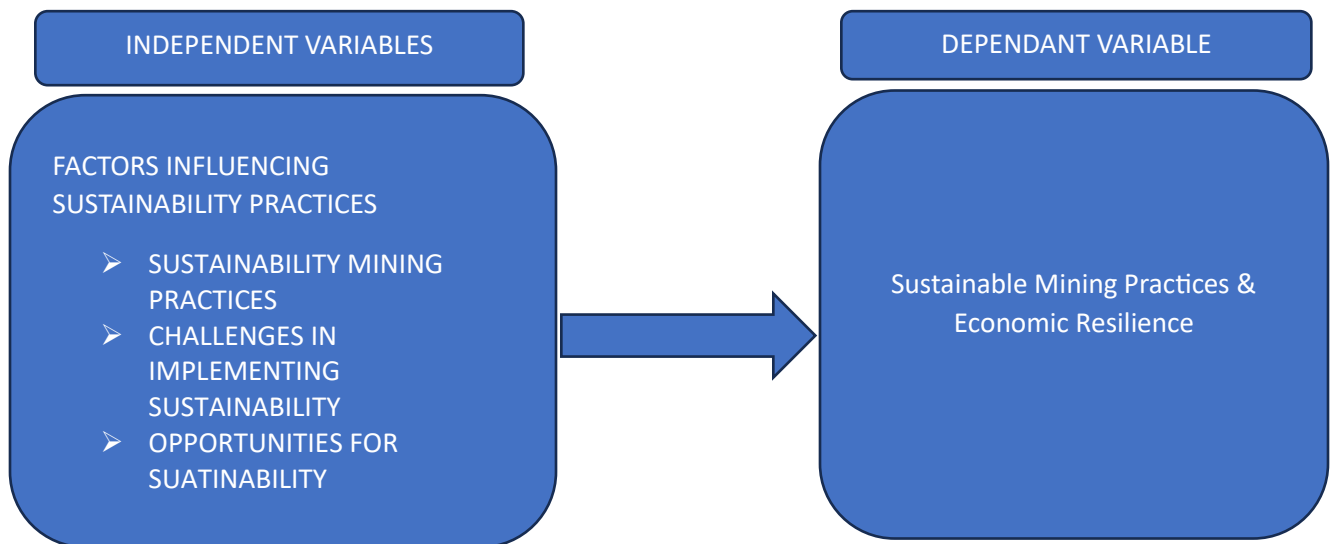 INDEPENDENT VARIABLES
DEPENDANT VARIABLE
FACTORS INFLUENCING
SUSTAINABILITY PRACTICES
➢ SUSTAINABILITY MINING
PRACTICES
➢ CHALLENGES IN
IMPLEMENTING
SUSTAINABILITY
➢ OPPORTUNITIES FOR
SUATINABILITY
Sustainable Mining Practices &
Economic Resilience